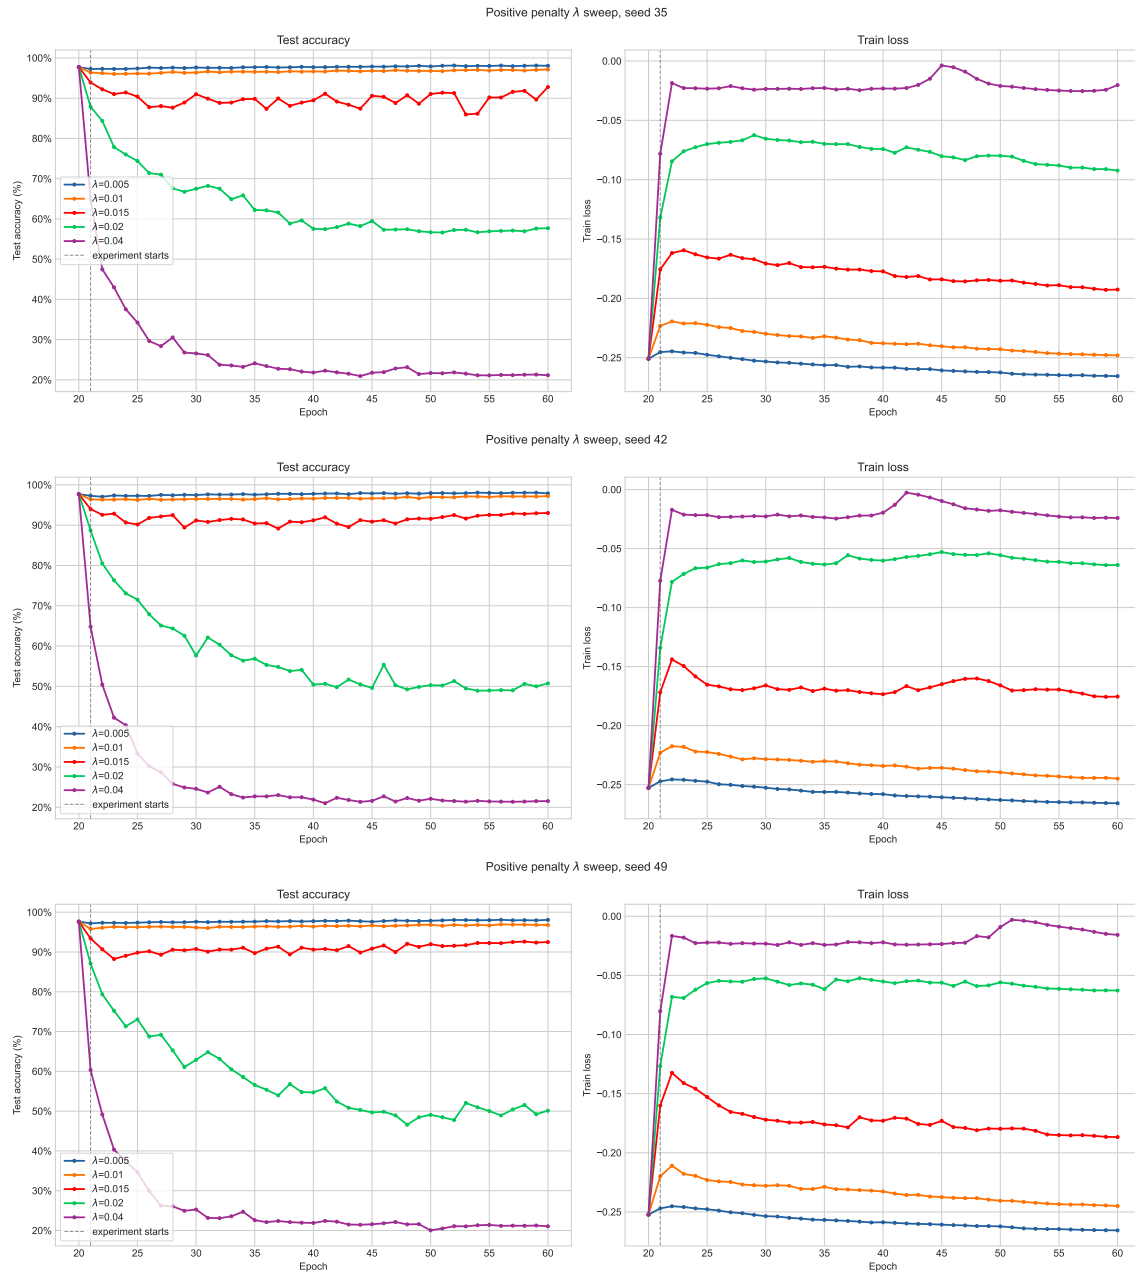 Positive penalty λ sweep, seed 35
Test accuracy
Train loss
100%
90%
80%
70%
60%
50%
40%
30%
20%
Test accuracy (%)
λ=0.005
λ=0.01
λ=0.015
λ=0.02
λ=0.04
experiment starts
20 25 30 35 40 45 50 55 60
Epoch
0.00
−0.05
−0.10
−0.15
−0.20
−0.25
Train loss
20 25 30 35 40 45 50 55 60
Epoch
Positive penalty λ sweep, seed 42
Test accuracy
Train loss
100%
90%
80%
70%
60%
50%
40%
30%
20%
Test accuracy (%)
λ=0.005
λ=0.01
λ=0.015
λ=0.02
λ=0.04
experiment starts
20 25 30 35 40 45 50 55 60
Epoch
0.00
−0.05
−0.10
−0.15
−0.20
−0.25
Train loss
20 25 30 35 40 45 50 55 60
Epoch
Positive penalty λ sweep, seed 49
Test accuracy
Train loss
100%
90%
80%
70%
60%
50%
40%
30%
20%
Test accuracy (%)
λ=0.005
λ=0.01
λ=0.015
λ=0.02
λ=0.04
experiment starts
20 25 30 35 40 45 50 55 60
Epoch
0.00
−0.05
−0.10
−0.15
−0.20
−0.25
Train loss
20 25 30 35 40 45 50 55 60
Epoch